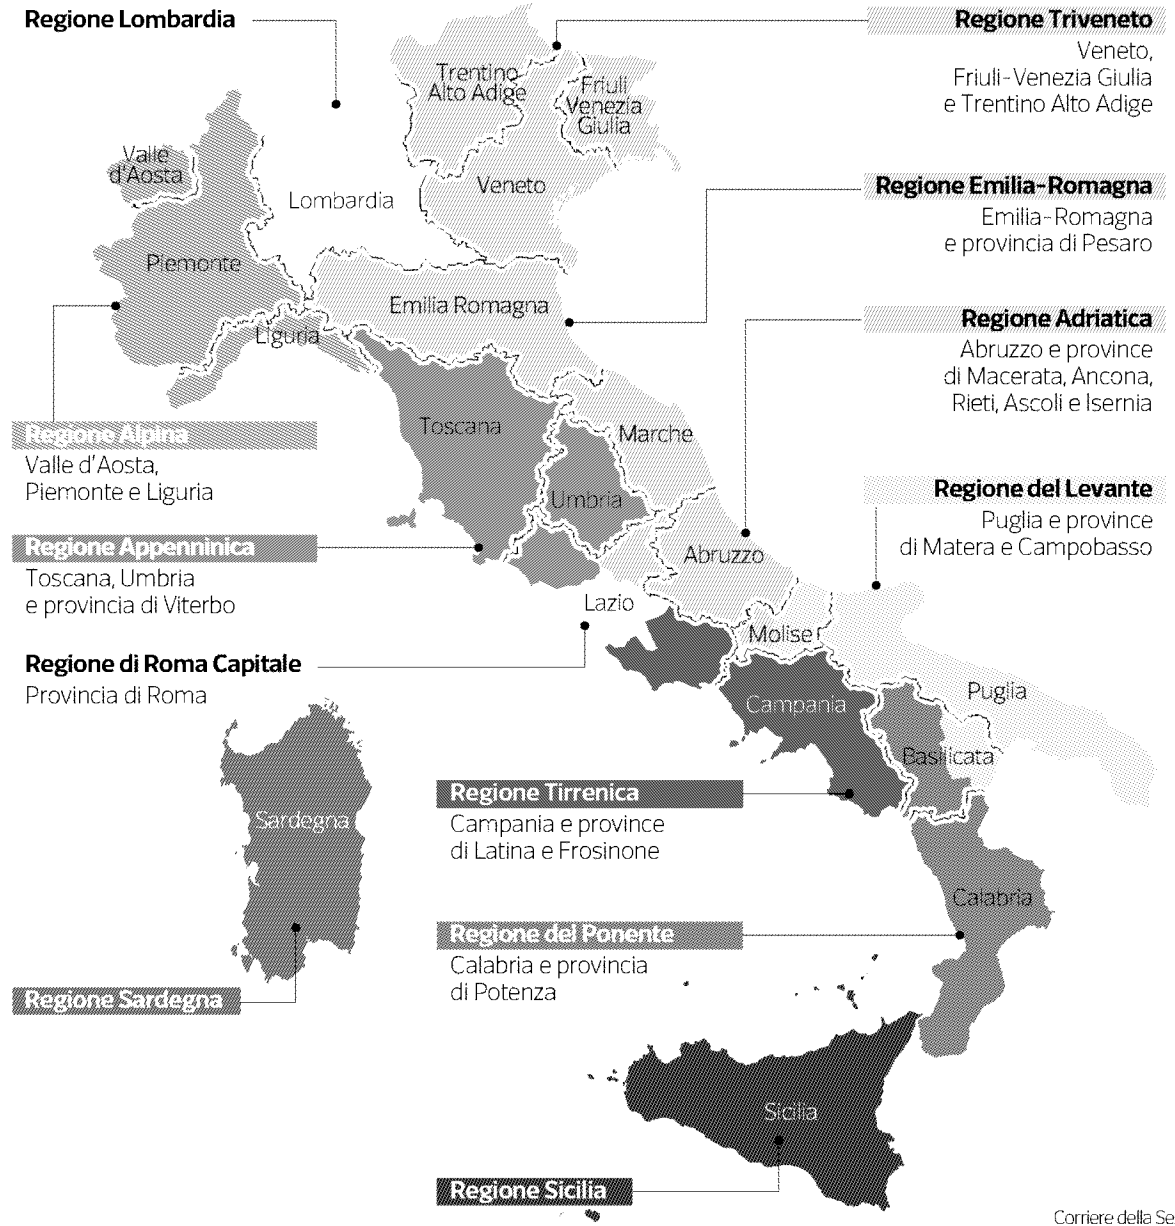 Regione Lombardia
Regione Triveneto
Veneto,
Friuli-Venezia Giulia
e Trentino Alto Adige
Trentino
Alto Adige
Friuli
Venezia
Giulia
Valle
d'Aosta
Veneto
Lombardia
Regione Emilia-Romagna
Emilia-Romagna
e provincia di Pesaro
Piemonte
Emilia Romagna
Liguria
Regione Adriatica
Abruzzo e province
di Macerata, Ancona,
Rieti, Ascoli e Isernia
Toscana
Marche
Regione Alpina
Valle d'Aosta,
Piemonte e Liguria
Umbria
Regione del Levante
Puglia e province
di Matera e Campobasso
Regione Appenninica
Toscana, Umbria
e provincia di Viterbo
Abruzzo
Lazio
Molise
Regione di Roma Capitale
Provincia di Roma
Puglia
Campania
Basilicata
Sardegna
Regione Tirrenica
Campania e province
di Latina e Frosinone
Calabria
Regione del Ponente
Calabria e provincia
di Potenza
Regione Sardegna
Sicilia
Regione Sicilia
Corriere della Se